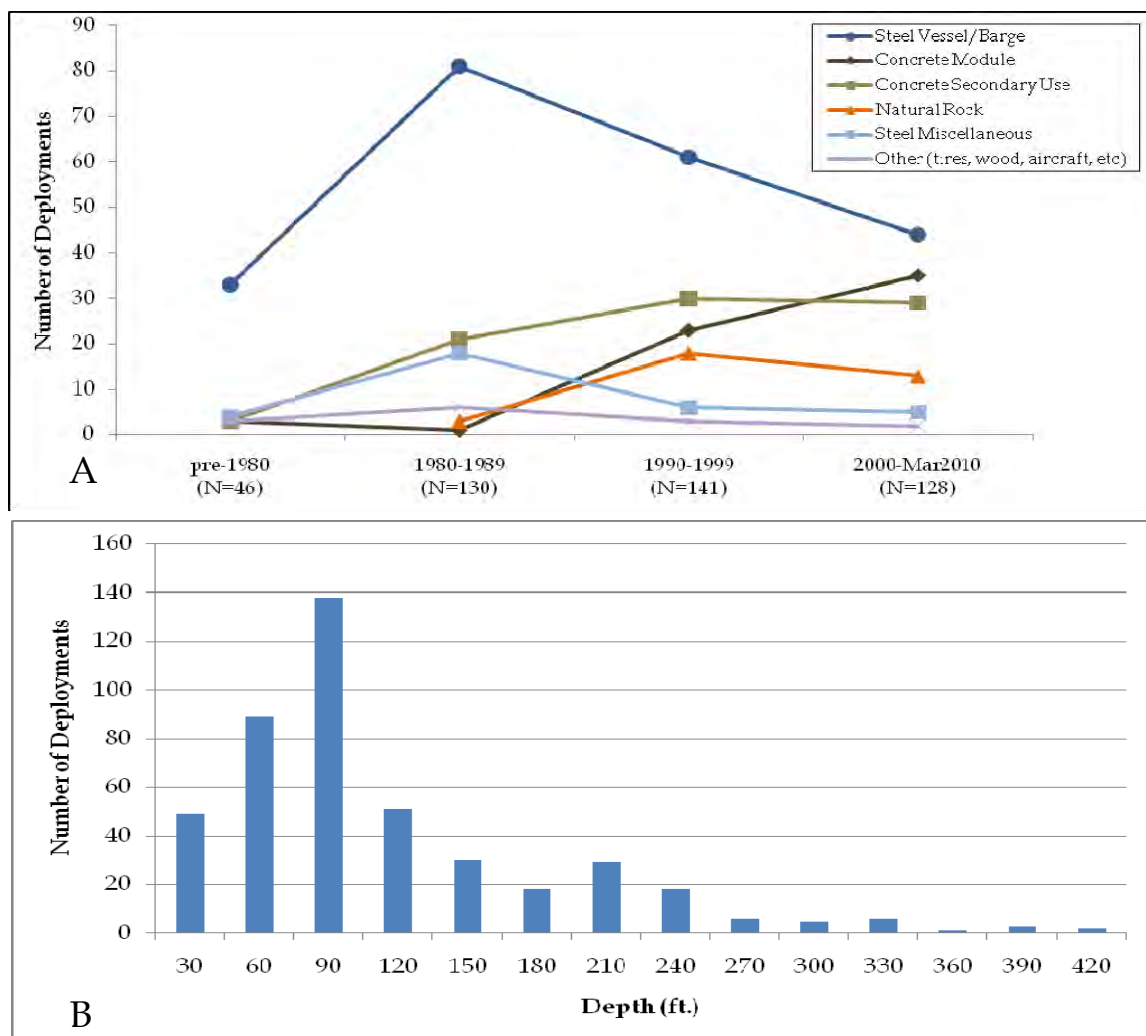 90
80
70
60
50
40
30
20
10
0
Number of Deployments
Steel Vessel/Barge
Concrete Module
Concrete Secondary Use
Natural Rock
Steel Miscellaneous
Other (tires, wood, aircraft, etc)
A
pre-1980 1980-1989 1990-1999 2000-Mar2010
(N=46) (N=130) (N=141) (N=128)
160
140
120
100
80
60
40
20
0
Number of Deployments
30 60 90 120 150 180 210 240 270 300 330 360 390 420
Depth (ft.)
B